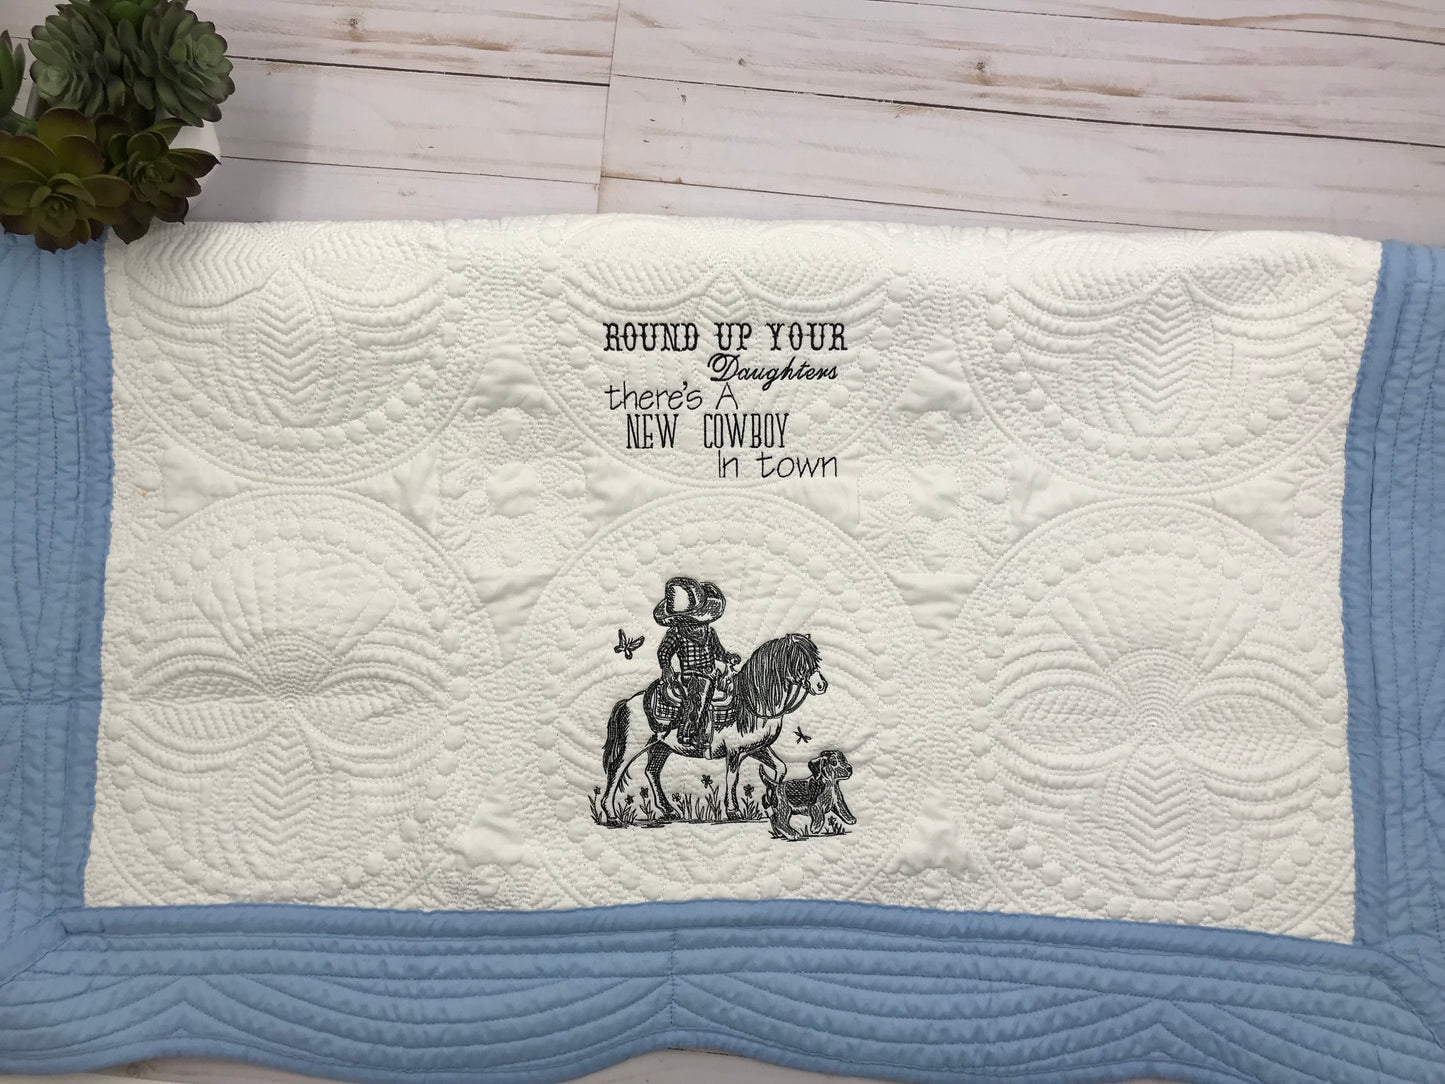 ROUND UP YOUR
Daughters
there's A
NEW COWBOY
In town